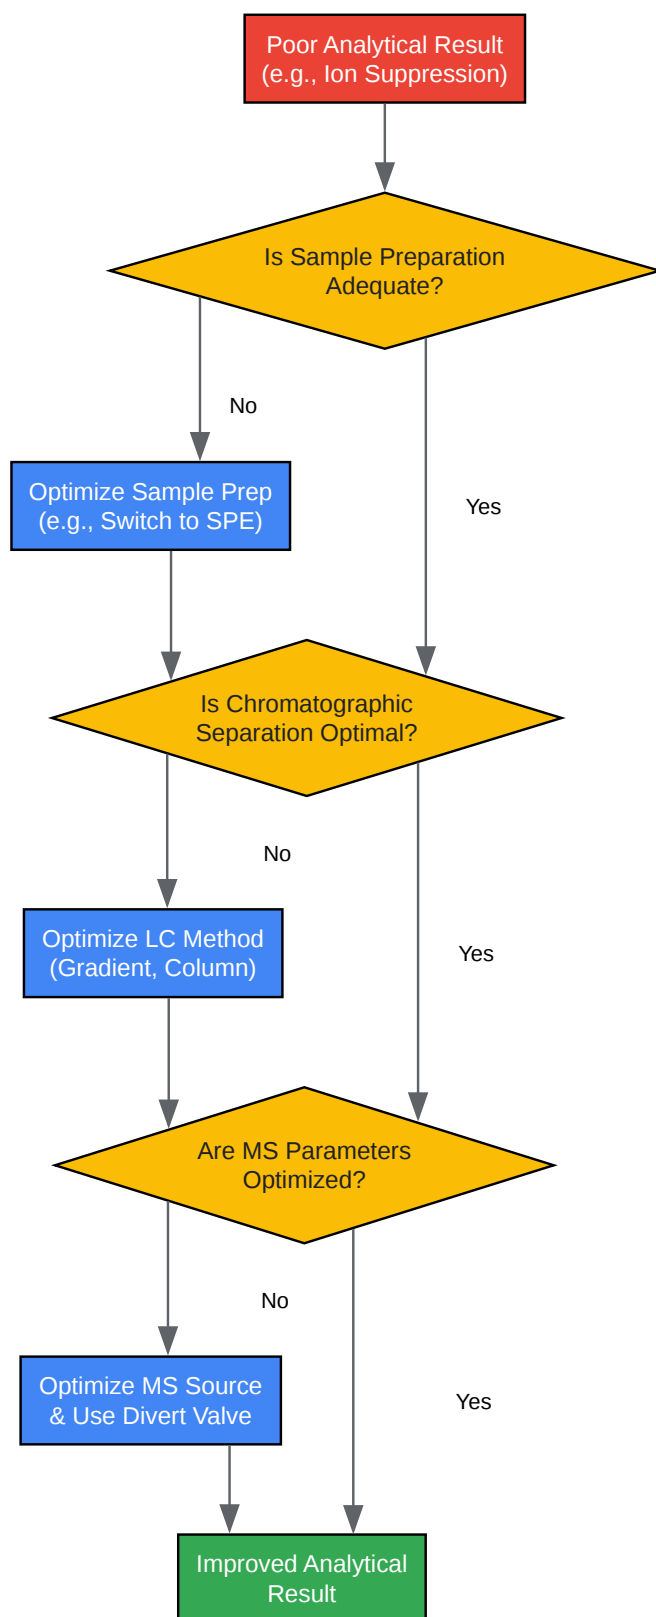 Poor Analytical Result
(e.g., Ion Suppression)
Is Sample Preparation
Adequate?
No
Optimize Sample Prep
(e.g., Switch to SPE)
Yes
Is Chromatographic
Separation Optimal?
No
Optimize LC Method
(Gradient, Column)
Yes
Are MS Parameters
Optimized?
No
Optimize MS Source
& Use Divert Valve
Yes
Improved Analytical
Result